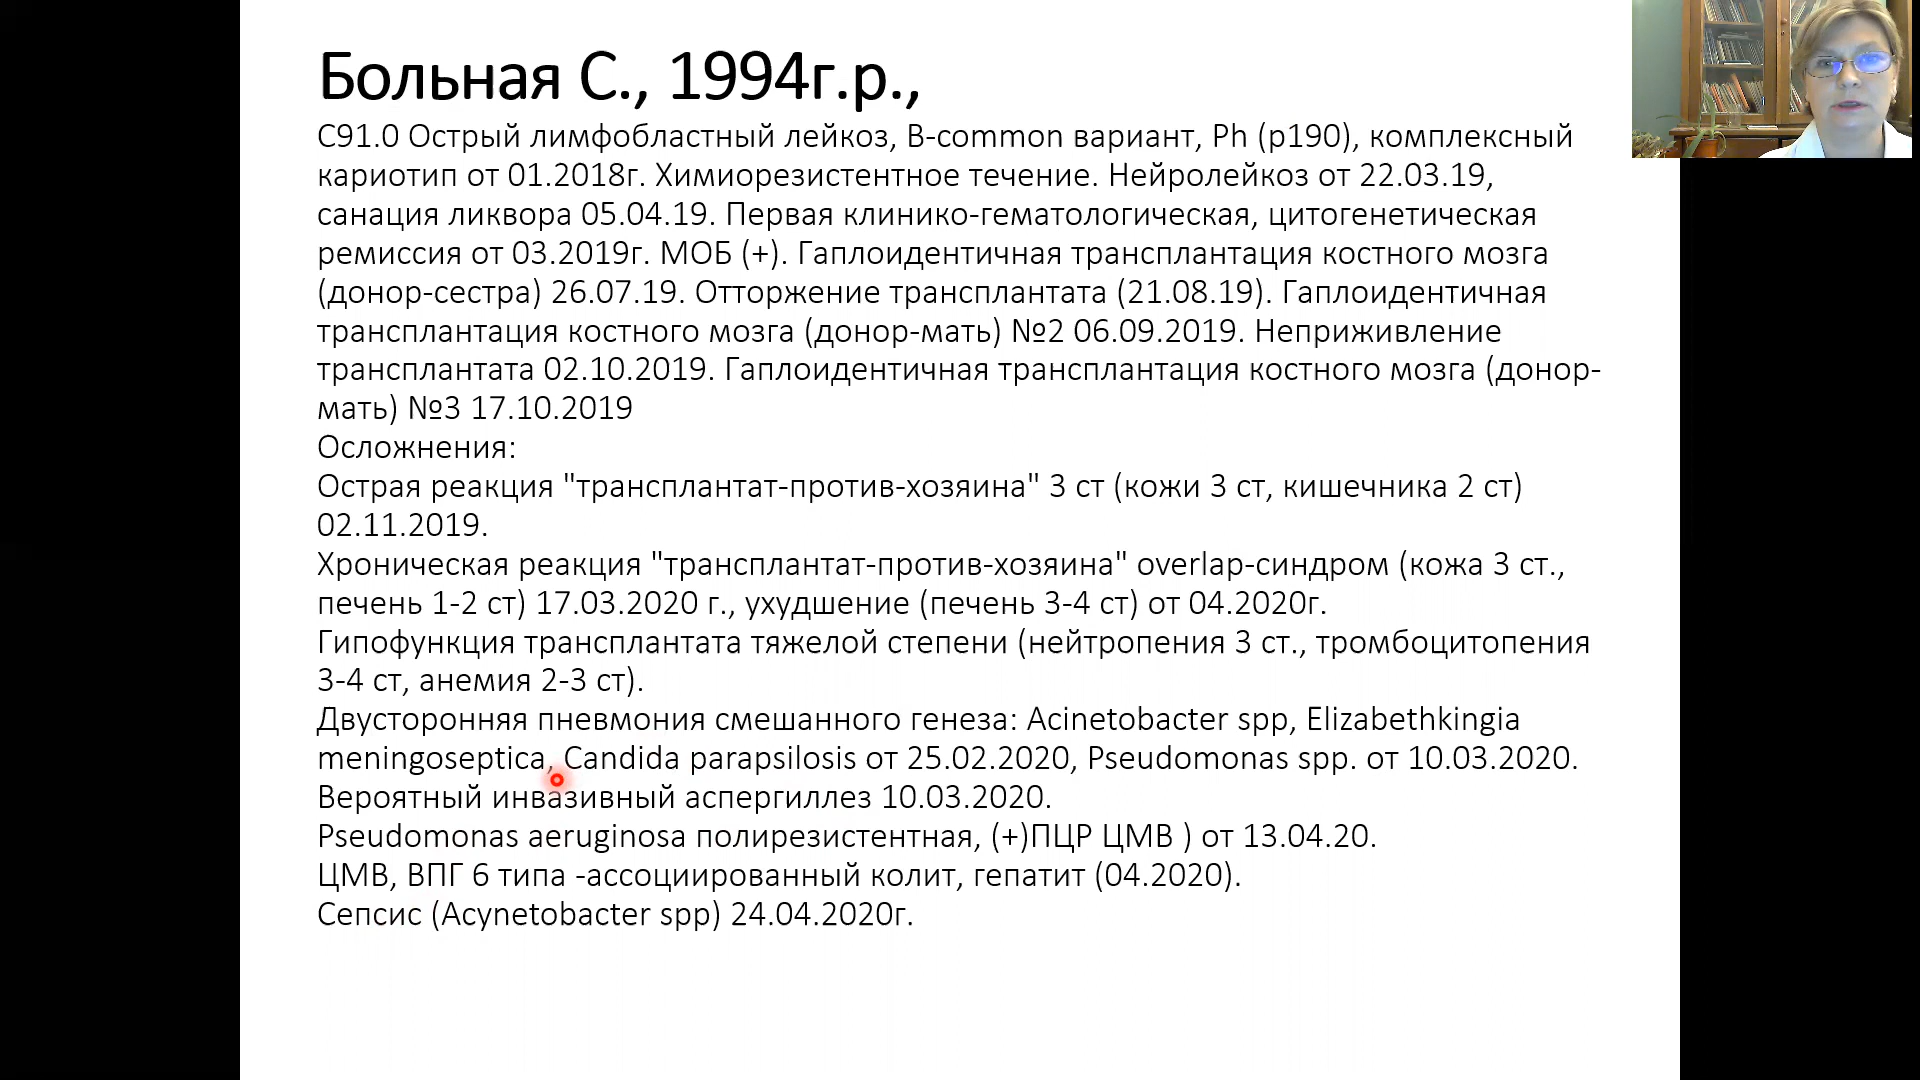 Больная С., 1994г.р.,
С91.0 Острый лимфобластный лейкоз, B-common вариант, Ph (p190), комплексный
кариотип от 01.2018г. Химиорезистентное течение. Нейролейкоз от 22.03.19,
санация ликвора 05.04.19. Первая клинико-гематологическая, цитогенетическая
ремиссия от 03.2019г. МОБ (+). Гаплоидентичная трансплантация костного мозга
(донор-сестра) 26.07.19. Отторжение трансплантата (21.08.19). Гаплоидентичная
трансплантация костного мозга (донор-мать) №2 06.09.2019. Неприживление
трансплантата 02.10.2019. Гаплоидентичная трансплантация костного мозга (донор-
мать) №3 17.10.2019
Осложнения:
Острая реакция "трансплантат-против-хозяина" 3 ст (кожи 3 ст, кишечника 2 ст)
02.11.2019.
Хроническая реакция "трансплантат-против-хозяина" overlap-синдром (кожа 3 ст.,
печень 1-2 ст) 17.03.2020 г., ухудшение (печень 3-4 ст) от 04.2020г.
Гипофункция трансплантата тяжелой степени (нейтропения 3 ст., тромбоцитопения
3-4 ст, анемия 2-3 ст).
Двусторонняя пневмония смешанного генеза: Acinetobacter spp, Elizabethkingia
meningoseptica, Candida parapsilosis от 25.02.2020, Pseudomonas spp. от 10.03.2020.
Вероятный инвазивный аспергиллез 10.03.2020.
Pseudomonas aeruginosa полирезистентная, (+)ПЦР ЦМВ ) от 13.04.20.
ЦМВ, ВПГ 6 типа -ассоциированный колит, гепатит (04.2020).
Сепсис (Acynetobacter spp) 24.04.2020г.